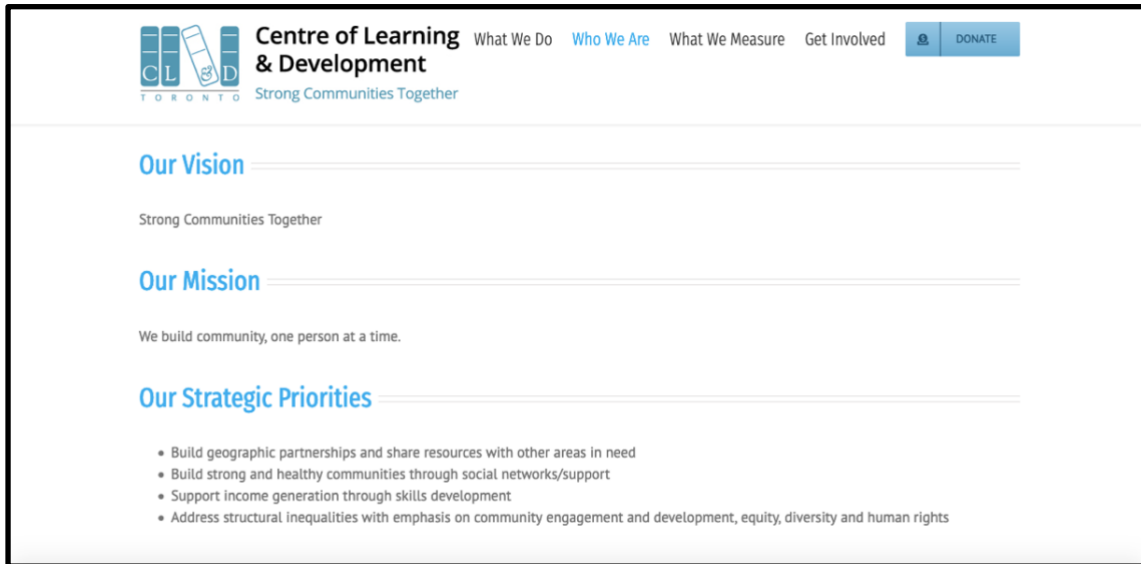 CL&D
TORONTO
Centre of Learning
& Development
Strong Communities Together
What We Do Who We Are What We Measure Get Involved DONATE
Our Vision
Strong Communities Together
Our Mission
We build community, one person at a time.
Our Strategic Priorities
• Build geographic partnerships and share resources with other areas in need
• Build strong and healthy communities through social networks/support
• Support income generation through skills development
• Address structural inequalities with emphasis on community engagement and development, equity, diversity and human rights